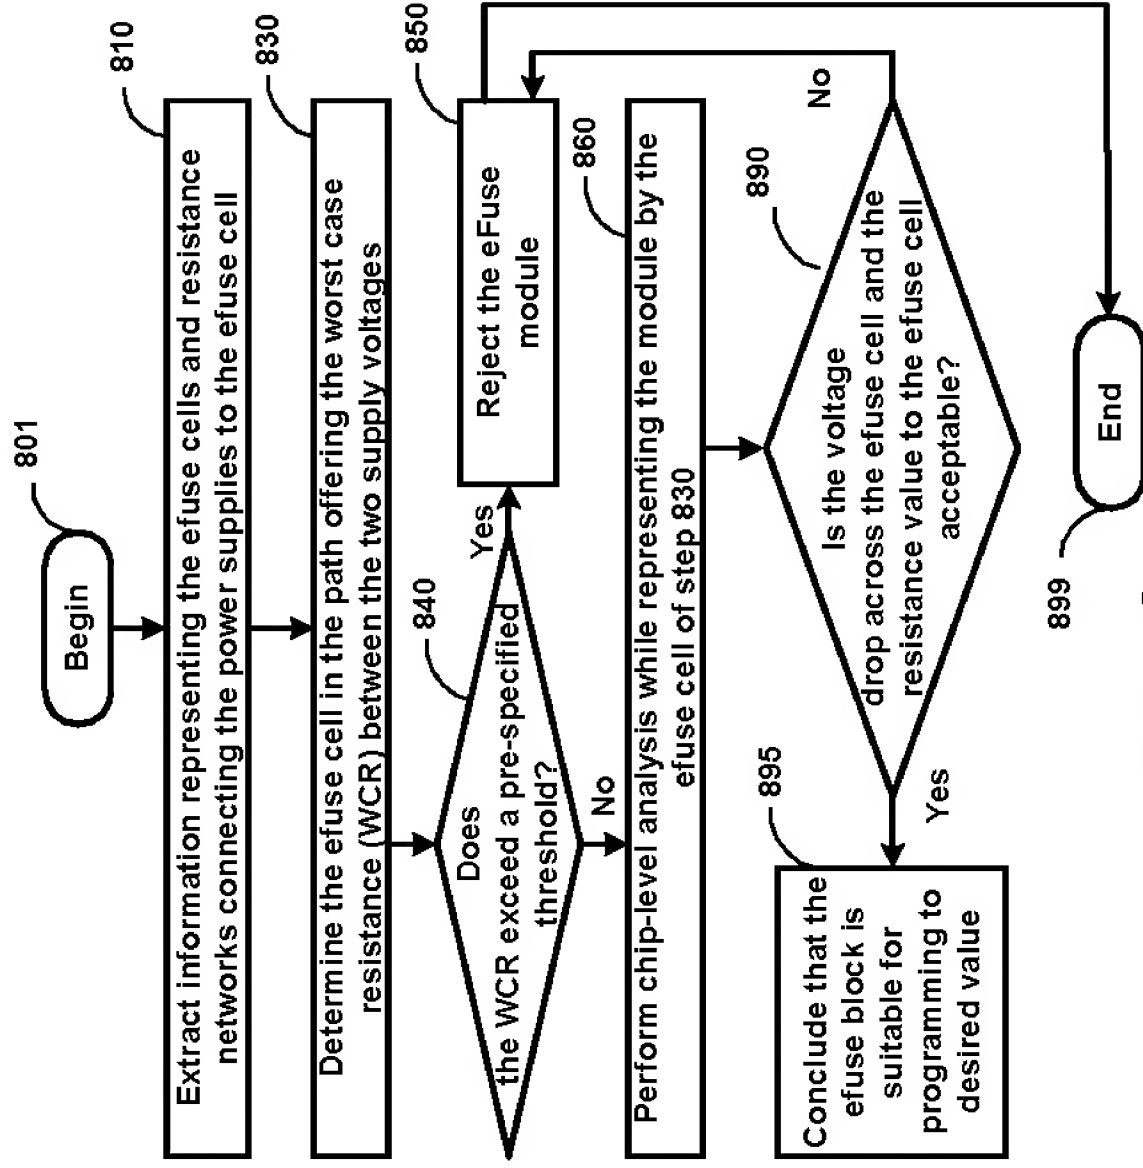 801
Begin
810
Extract information representing the efuse cells and resistance
networks connecting the power supplies to the efuse cell
830
Determine the efuse cell in the path offering the worst case
resistance (WCR) between the two supply voltages
840
Does
the WCR exceed a pre-specified
threshold?
Yes
No
850
Reject the eFuse
module
860
Perform chip-level analysis while representing the module by the
efuse cell of step 830
890
Is the voltage
drop across the efuse cell and the
resistance value to the efuse cell
acceptable?
No
Yes
895
Conclude that the
efuse block is
suitable for
programming to
desired value
899
End